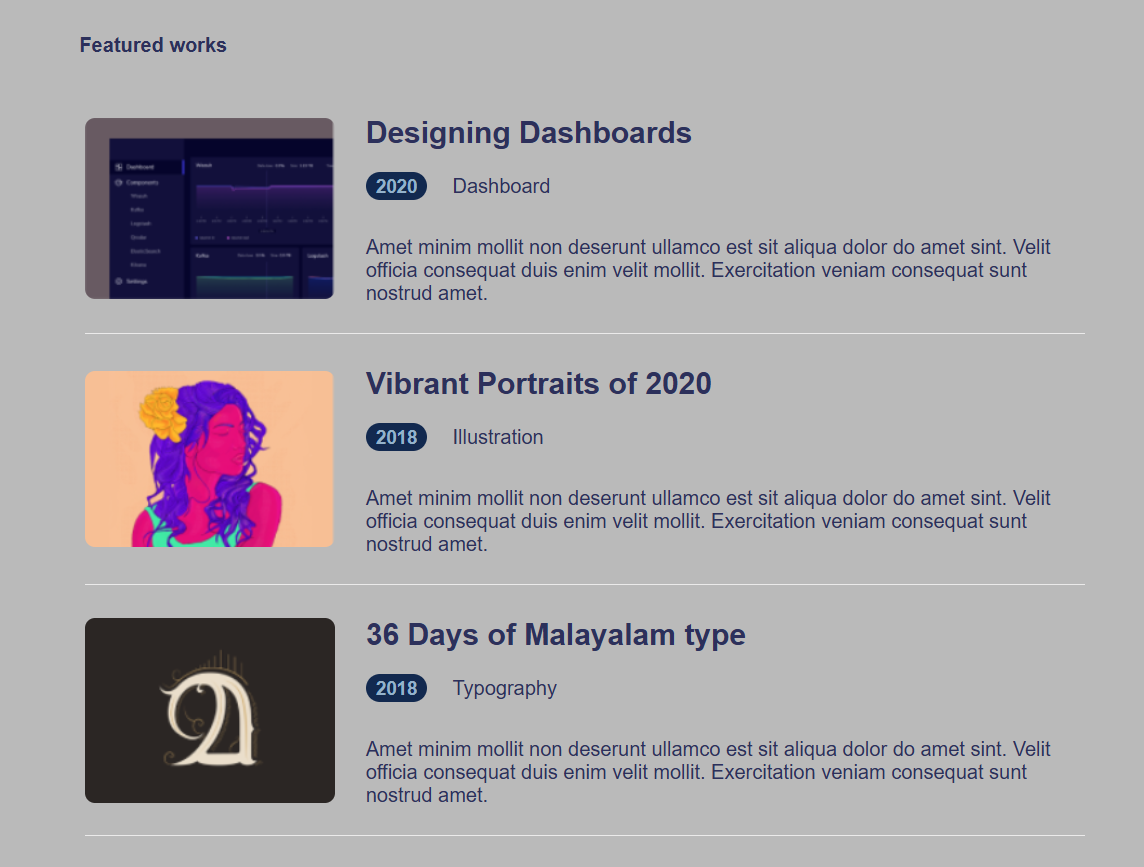 Featured works
Designing Dashboards
2020 Dashboard
Amet minim mollit non deserunt ullamco est sit aliqua dolor do amet sint. Velit
officia consequat duis enim velit mollit. Exercitation veniam consequat sunt
nostrud amet.
Dashboard
Components
Settings
Vibrant Portraits of 2020
2018 Illustration
Amet minim mollit non deserunt ullamco est sit aliqua dolor do amet sint. Velit
officia consequat duis enim velit mollit. Exercitation veniam consequat sunt
nostrud amet.
36 Days of Malayalam type
2018 Typography
Amet minim mollit non deserunt ullamco est sit aliqua dolor do amet sint. Velit
officia consequat duis enim velit mollit. Exercitation veniam consequat sunt
nostrud amet.